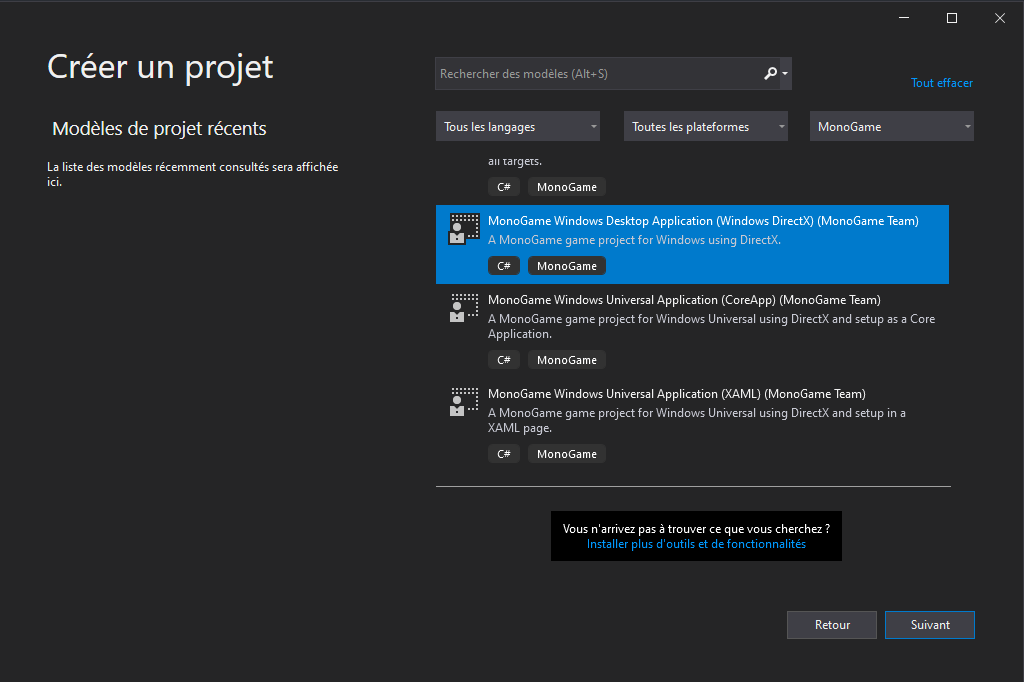 Créer un projet
Rechercher des modèles (Alt+S)
Tout effacer
Modèles de projet récents
Tous les langages
Toutes les plateformes
MonoGame
La liste des modèles récemment consultés sera affichée
ici.
all targets.
C#
MonoGame
MonoGame Windows Desktop Application (Windows DirectX) (MonoGame Team)
A MonoGame game project for Windows using DirectX.
C#
MonoGame
MonoGame Windows Universal Application (CoreApp) (MonoGame Team)
A MonoGame game project for Windows Universal using DirectX and setup as a Core
Application.
C#
MonoGame
MonoGame Windows Universal Application (XAML) (MonoGame Team)
A MonoGame game project for Windows Universal using DirectX and setup in a
XAML page.
C#
MonoGame
Vous n'arrivez pas à trouver ce que vous cherchez ?
Installer plus d'outils et de fonctionnalités
Retour
Suivant